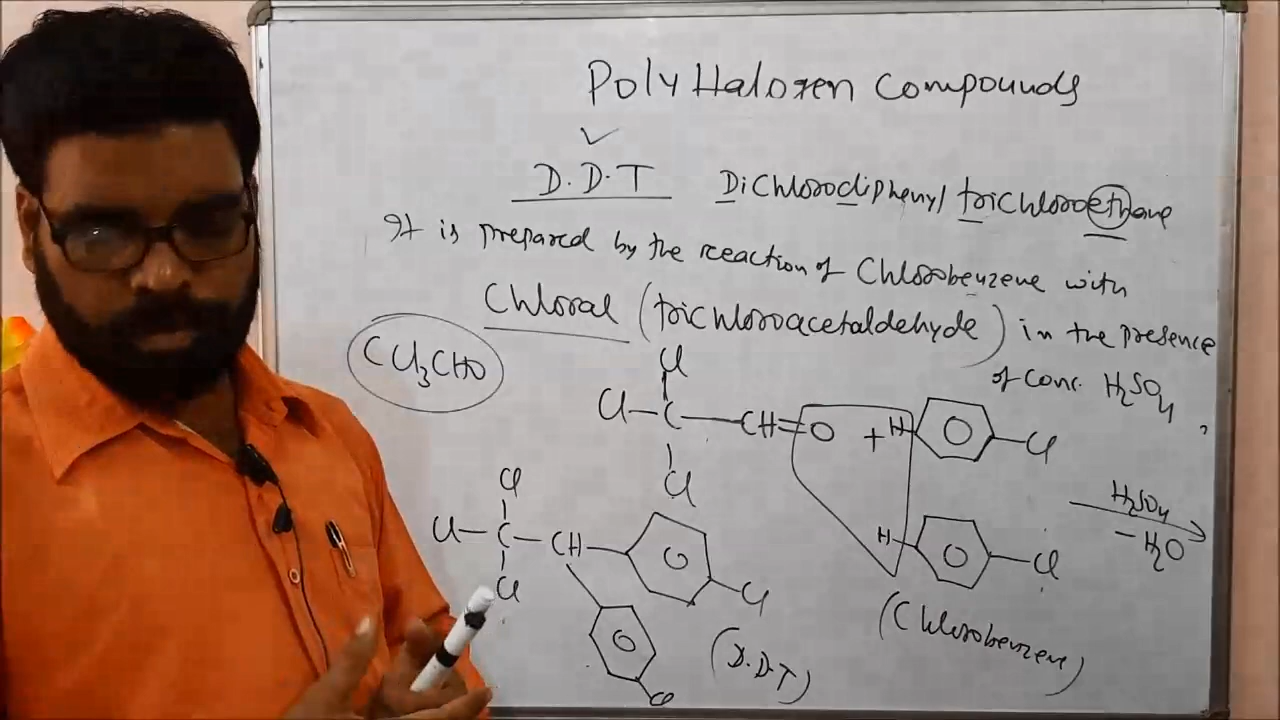 Poly Halogen Compounds
D.D.T Dichlorodiphenyl trichloroethane
It is prepared by the reaction of Chlorobenzene with
Chloral (trichloroacetaldehyde) in the presence
of conc. H₂SO₄
CCl₃CHO
Cl
Cl—C—CH=O + H Cl
Cl
H₂SO₄
–H₂O
H Cl
(Chlorobenzene)
Cl
Cl—C—CH Cl
Cl
Cl
(D.D.T)